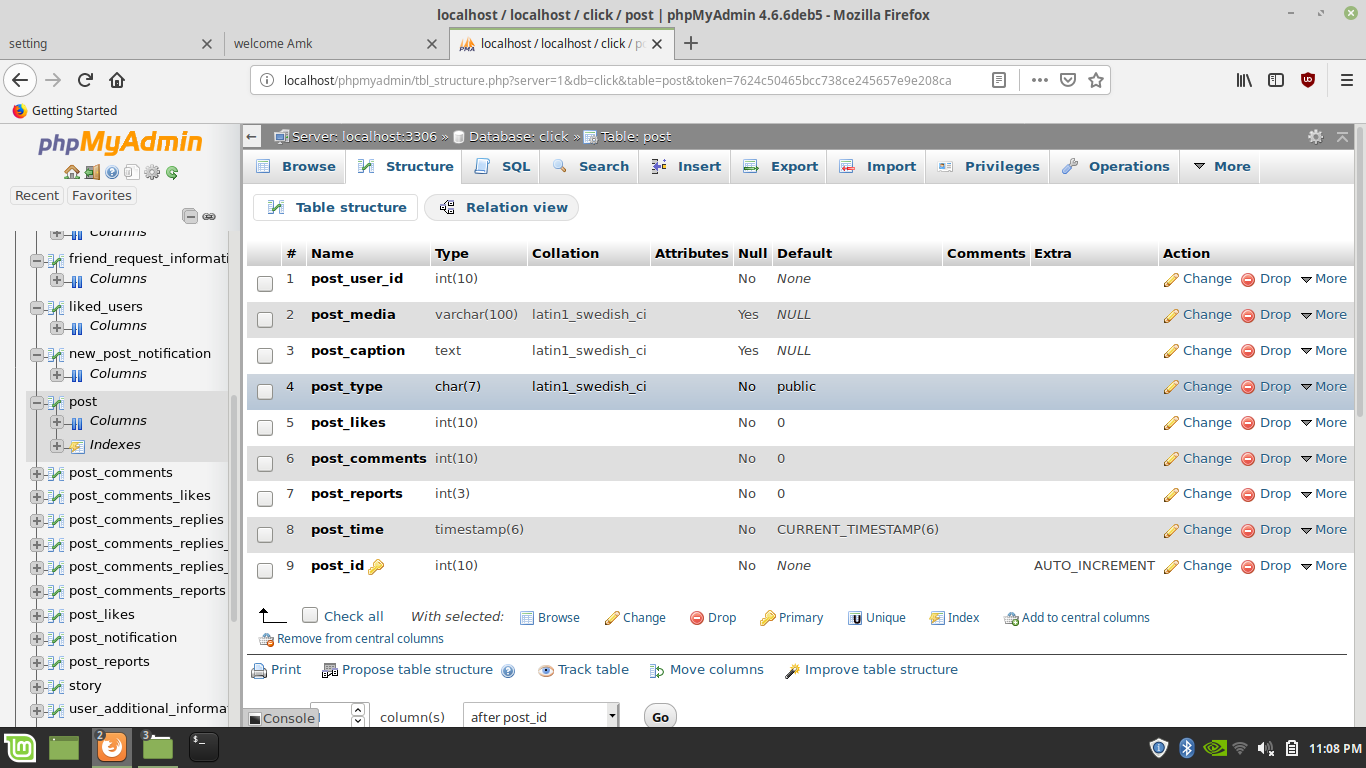 localhost / localhost / click / post | phpMyAdmin 4.6.6deb5 - Mozilla Firefox
setting
welcome Amk
localhost / localhost / click / po
localhost/phpmyadmin/tbl_structure.php?server=1&db=click&table=post&token=7624c50465bcc738ce245657e9e208ca
Getting Started
phpMyAdmin
Recent Favorites
Columns
friend_request_informati
Columns
liked_users
Columns
new_post_notification
Columns
post
Columns
Indexes
post_comments
post_comments_likes
post_comments_replies
post_comments_replies_
post_comments_replies_
post_comments_reports
post_likes
post_notification
post_reports
story
user_additional_informa
Server: localhost:3306 » Database: click » Table: post
Browse Structure SQL Search Insert Export Import Privileges Operations More
Table structure Relation view
# Name Type Collation Attributes Null Default Comments Extra Action
1 post_user_id int(10) No None Change Drop More
2 post_media varchar(100) latin1_swedish_ci Yes NULL Change Drop More
3 post_caption text latin1_swedish_ci Yes NULL Change Drop More
4 post_type char(7) latin1_swedish_ci No public Change Drop More
5 post_likes int(10) No 0 Change Drop More
6 post_comments int(10) No 0 Change Drop More
7 post_reports int(3) No 0 Change Drop More
8 post_time timestamp(6) No CURRENT_TIMESTAMP(6) Change Drop More
9 post_id int(10) No None AUTO_INCREMENT Change Drop More
Check all With selected: Browse Change Drop Primary Unique Index Add to central columns
Remove from central columns
Print Propose table structure Track table Move columns Improve table structure
Console column(s) after post_id Go
2 3 11:08 PM